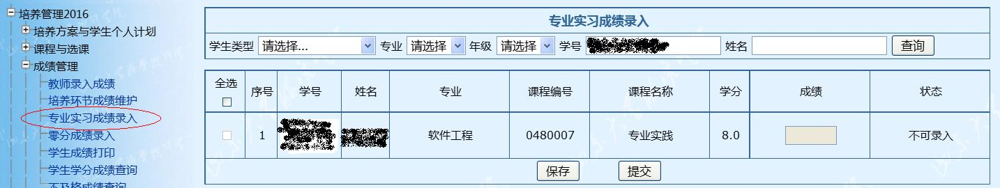 培养管理2016
培养方案与学生个人计划
课程与选课
成绩管理
教师录入成绩
培养环节成绩维护
专业实习成绩录入
零分成绩录入
学生成绩打印
学生学分成绩查询
不及格成绩查询
专业实习成绩录入
学生类型 请选择... 专业 请选择 年级 请选择 学号 姓名 查询
全选 序号 学号 姓名 专业 课程编号 课程名称 学分 成绩 状态
1 软件工程 0480007 专业实践 8.0 不可录入
保存 提交